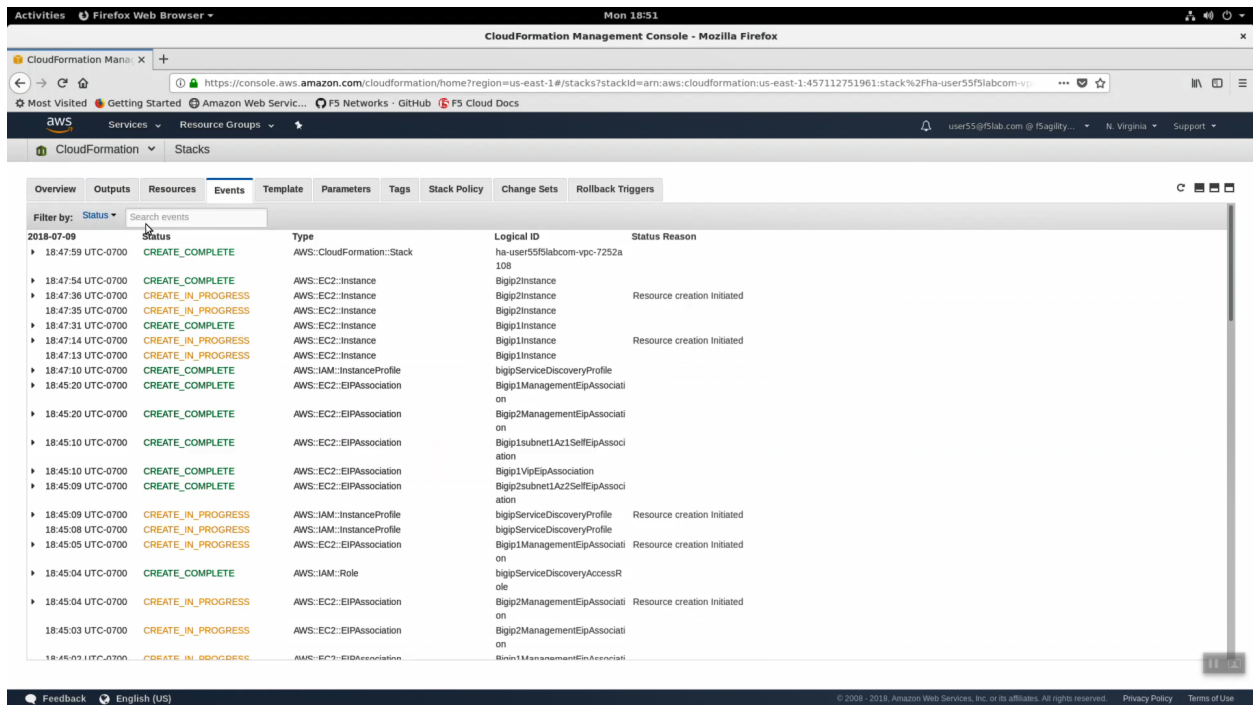 Activities Firefox Web Browser Mon 18:51
CloudFormation Management Console - Mozilla Firefox ×
CloudFormation Mana × +
https://console.aws.amazon.com/cloudformation/home?region=us-east-1#/stacks?stackId=arn:aws:cloudformation:us-east-1:457112751961:stack%2Fha-user55f5labcom-vp
Most Visited Getting Started Amazon Web Servic... F5 Networks · GitHub F5 Cloud Docs
aws Services Resource Groups user55@f5lab.com @ f5agility... N. Virginia Support
CloudFormation Stacks
Overview Outputs Resources Events Template Parameters Tags Stack Policy Change Sets Rollback Triggers
Filter by: Status Search events
2018-07-09 Status Type Logical ID Status Reason
18:47:59 UTC-0700 CREATE_COMPLETE AWS::CloudFormation::Stack ha-user55f5labcom-vpc-7252a
108
18:47:54 UTC-0700 CREATE_COMPLETE AWS::EC2::Instance Bigip2Instance
18:47:36 UTC-0700 CREATE_IN_PROGRESS AWS::EC2::Instance Bigip2Instance Resource creation Initiated
18:47:35 UTC-0700 CREATE_IN_PROGRESS AWS::EC2::Instance Bigip2Instance
18:47:31 UTC-0700 CREATE_COMPLETE AWS::EC2::Instance Bigip1Instance
18:47:14 UTC-0700 CREATE_IN_PROGRESS AWS::EC2::Instance Bigip1Instance Resource creation Initiated
18:47:13 UTC-0700 CREATE_IN_PROGRESS AWS::EC2::Instance Bigip1Instance
18:47:10 UTC-0700 CREATE_COMPLETE AWS::IAM::InstanceProfile bigipServiceDiscoveryProfile
18:45:20 UTC-0700 CREATE_COMPLETE AWS::EC2::EIPAssociation Bigip1ManagementEipAssociati
on
18:45:20 UTC-0700 CREATE_COMPLETE AWS::EC2::EIPAssociation Bigip2ManagementEipAssociati
on
18:45:10 UTC-0700 CREATE_COMPLETE AWS::EC2::EIPAssociation Bigip1subnet1Az1SelfEipAssoci
ation
18:45:10 UTC-0700 CREATE_COMPLETE AWS::EC2::EIPAssociation Bigip1VipEipAssociation
18:45:09 UTC-0700 CREATE_COMPLETE AWS::EC2::EIPAssociation Bigip2subnet1Az2SelfEipAssoci
ation
18:45:09 UTC-0700 CREATE_IN_PROGRESS AWS::IAM::InstanceProfile bigipServiceDiscoveryProfile Resource creation Initiated
18:45:08 UTC-0700 CREATE_IN_PROGRESS AWS::IAM::InstanceProfile bigipServiceDiscoveryProfile
18:45:05 UTC-0700 CREATE_IN_PROGRESS AWS::EC2::EIPAssociation Bigip1ManagementEipAssociati Resource creation Initiated
on
18:45:04 UTC-0700 CREATE_COMPLETE AWS::IAM::Role bigipServiceDiscoveryAccessR
ole
18:45:04 UTC-0700 CREATE_IN_PROGRESS AWS::EC2::EIPAssociation Bigip2ManagementEipAssociati Resource creation Initiated
on
18:45:03 UTC-0700 CREATE_IN_PROGRESS AWS::EC2::EIPAssociation Bigip2ManagementEipAssociati
on
18:45:02 UTC-0700 CREATE_IN_PROGRESS AWS::EC2::EIPAssociation Bigip1ManagementEipAssociati
Feedback English (US) © 2008 - 2018, Amazon Web Services, Inc. or its affiliates. All rights reserved. Privacy Policy Terms of Use